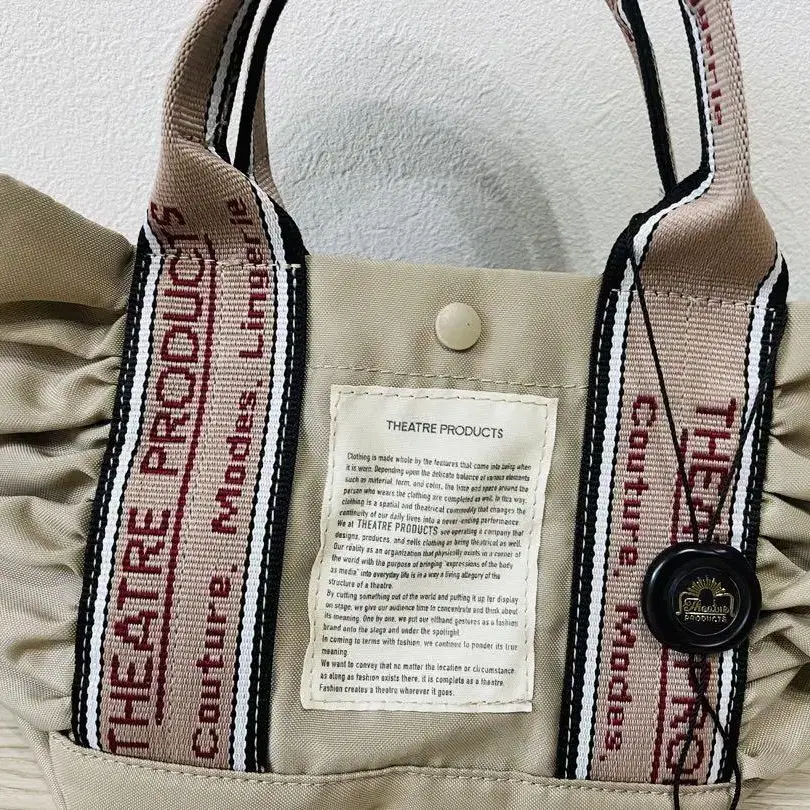 THEATRE PRODUCTS
Couture. Modes. Lingerie
THEATRE PRODUCTS
Clothing is made whole by the features that come into being when
it is worn. Depending upon the delicate balance of various elements
such as material, form, and color, the time and space around the
person who wears the clothing are completed as well. In this way,
clothing is a spatial and theatrical commodity that changes the
continuity of our daily lives into a never-ending performance.
We at THEATRE PRODUCTS see operating a company that
designs, produces, and sells clothing as being theatrical as well.
Our reality as an organization that physically exists in a corner of
the world with the purpose of bringing "expressions of the body
as media" into everyday life is in a way a living allegory of the
structure of a theatre.
By cutting something out of the world and putting it up for display
on stage, we give our audience time to concentrate and think about
its meaning. One by one, we put our offhand gestures as a fashion
brand onto the stage and under the spotlight.
In coming to terms with fashion, we continue to ponder its true
meaning
We want to convey that no matter the location or circumstance
as along as fashion exists there, it is complete as a theatre.
Fashion creates a theatre wherever it goes.
THE
Couture. Modes.
Theatre
PRODUCTS